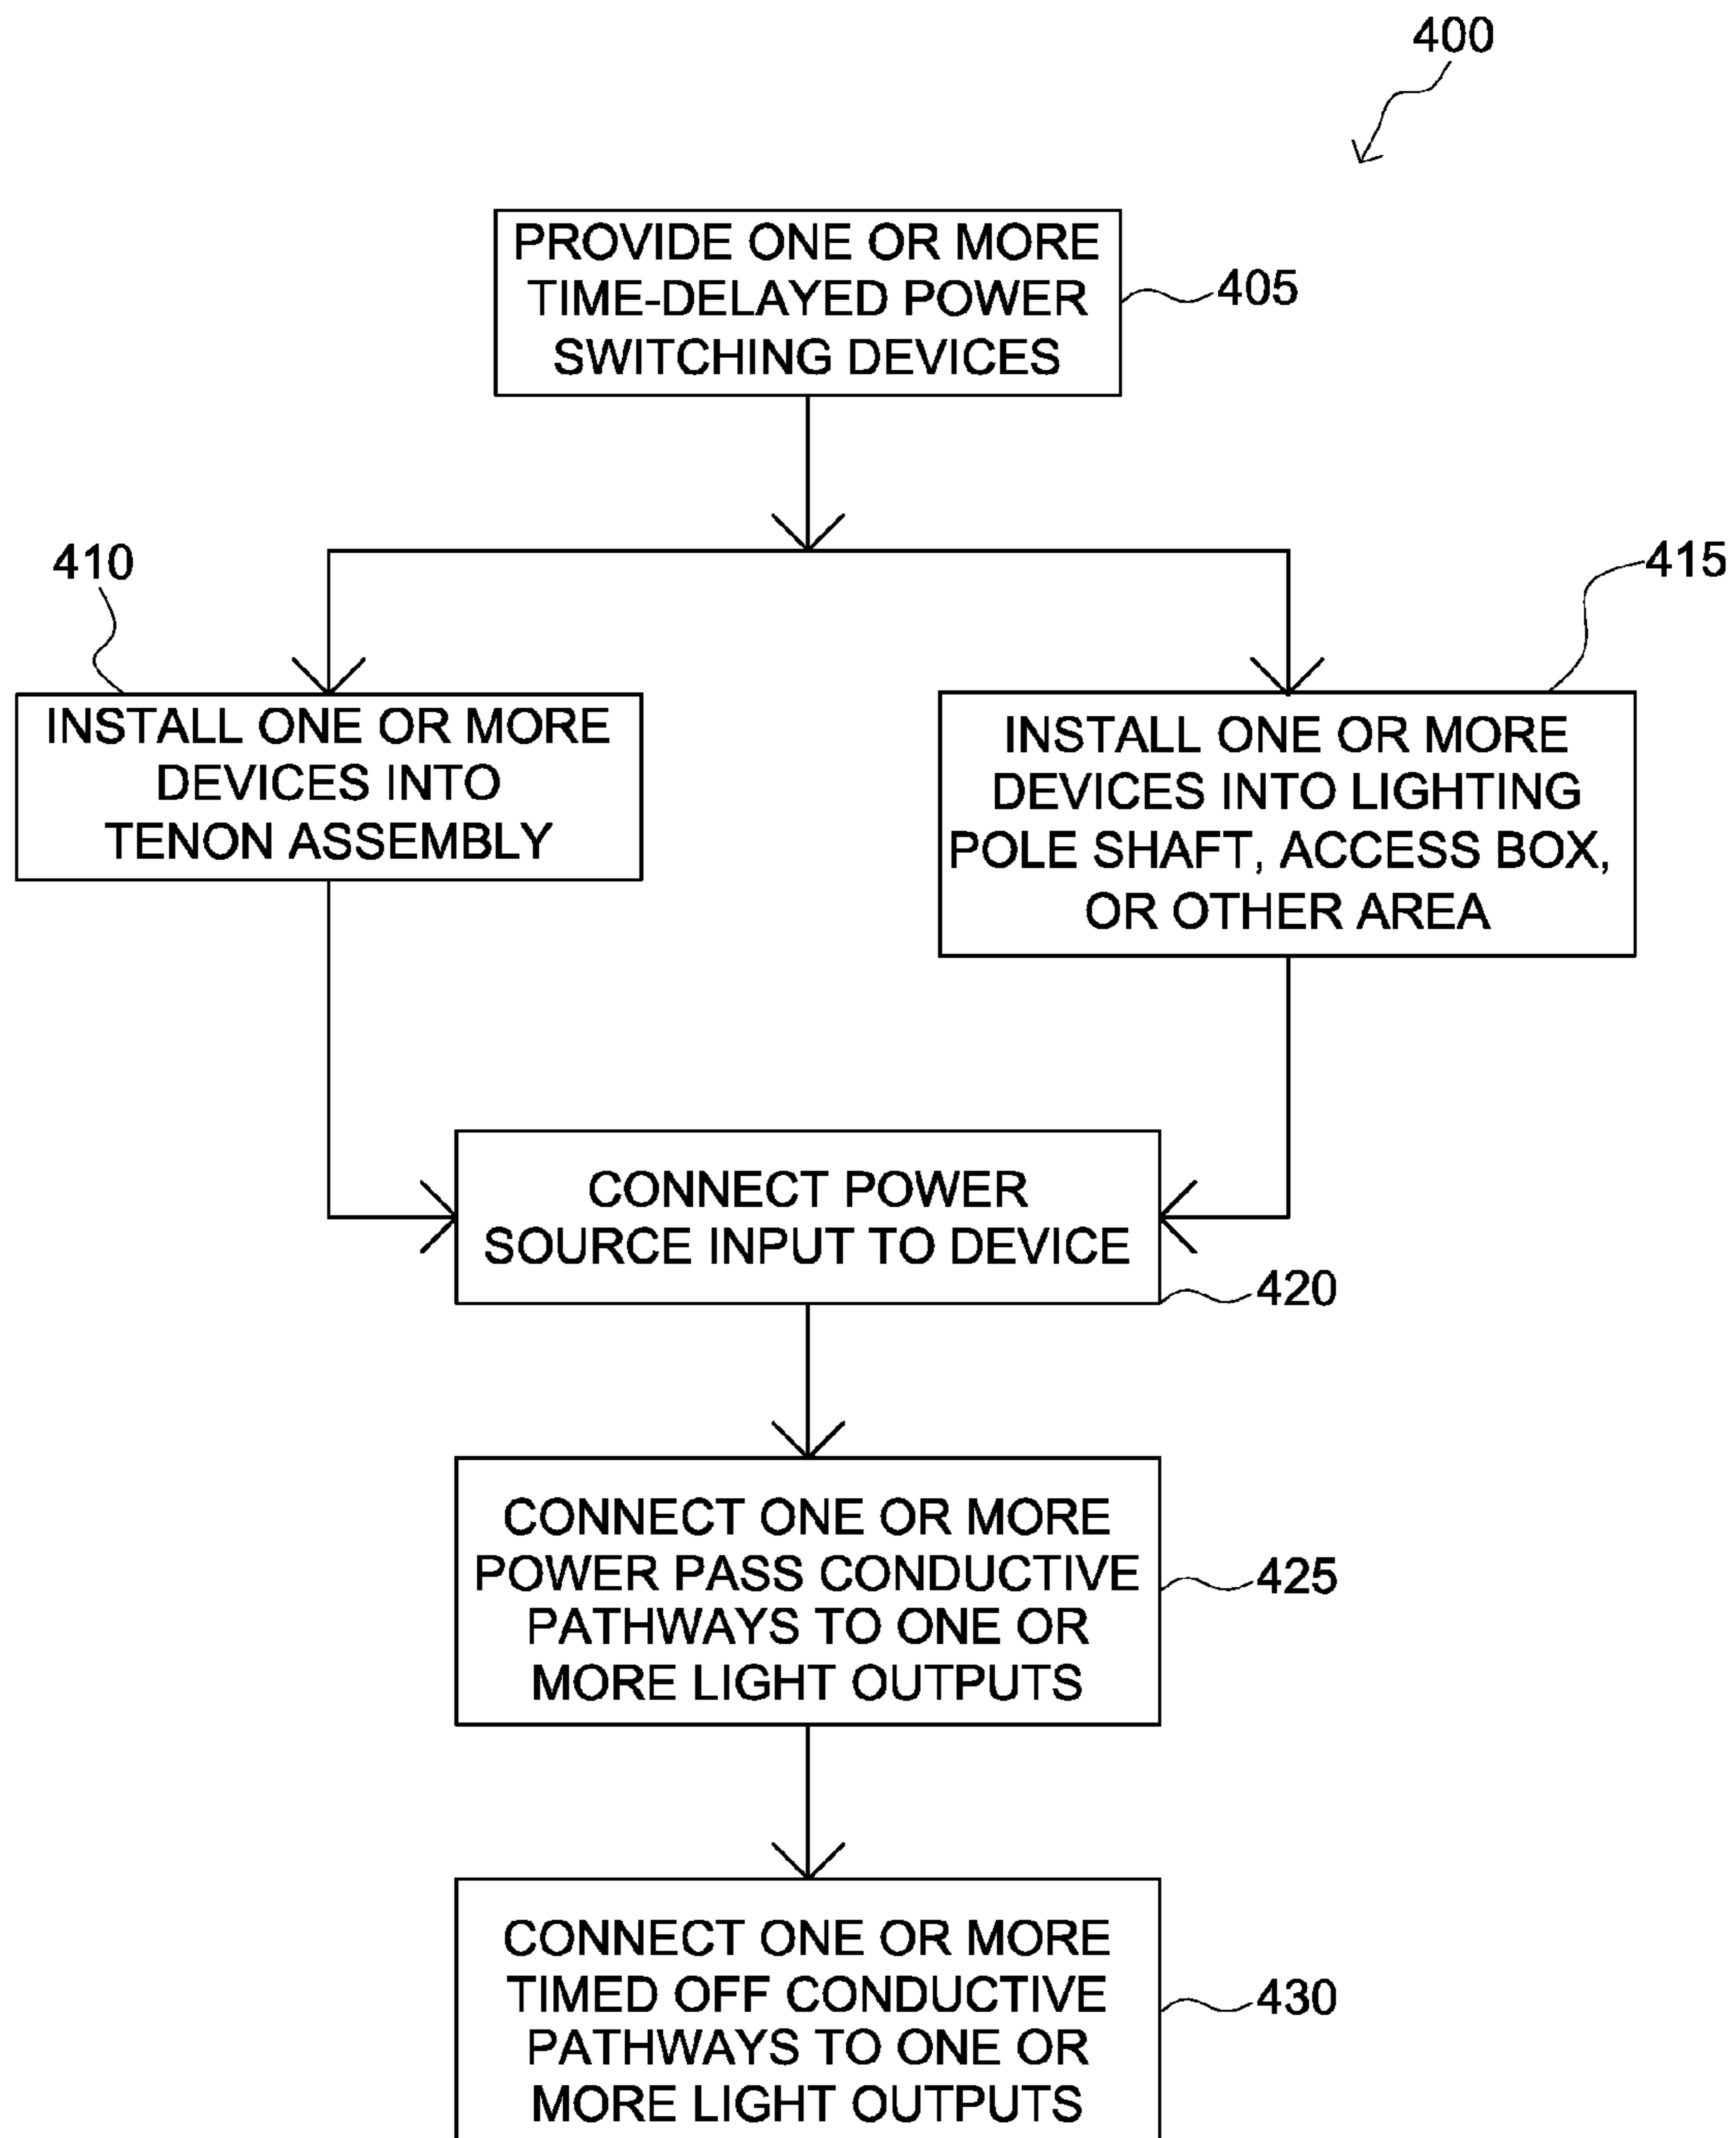 400
PROVIDE ONE OR MORE
TIME-DELAYED POWER
SWITCHING DEVICES
405
410
415
INSTALL ONE OR MORE
DEVICES INTO
TENON ASSEMBLY
INSTALL ONE OR MORE
DEVICES INTO LIGHTING
POLE SHAFT, ACCESS BOX,
OR OTHER AREA
CONNECT POWER
SOURCE INPUT TO DEVICE
420
CONNECT ONE OR MORE
POWER PASS CONDUCTIVE
PATHWAYS TO ONE OR
MORE LIGHT OUTPUTS
425
CONNECT ONE OR MORE
TIMED OFF CONDUCTIVE
PATHWAYS TO ONE OR
MORE LIGHT OUTPUTS
430